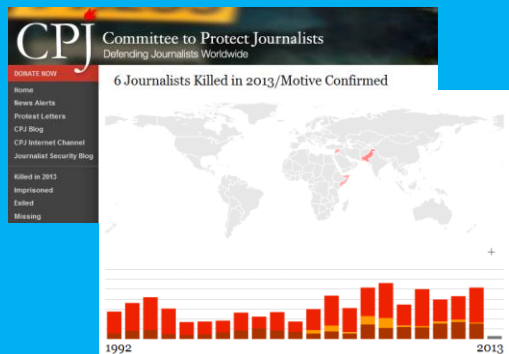 CPJ
Committee to Protect Journalists
Defending Journalists Worldwide
DONATE NOW
Home
News Alerts
Protest Letters
CPJ Blog
CPJ Internet Channel
Journalist Security Blog
Killed in 2013
Imprisoned
Exiled
Missing
6 Journalists Killed in 2013/Motive Confirmed
+
1992
2013